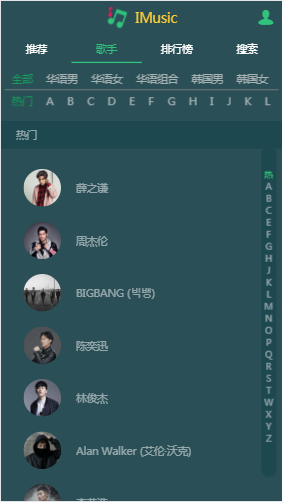 IMusic
推荐 歌手 排行榜 搜索
全部 华语男 华语女 华语组合 韩国男 韩国女
热门 A B C D E F G H I J K L
热门
薛之谦
周杰伦
BIGBANG (빅뱅)
陈奕迅
林俊杰
Alan Walker (艾伦·沃克)
热
A
B
C
D
E
F
G
H
J
K
L
M
N
O
P
Q
R
S
T
W
X
Y
Z